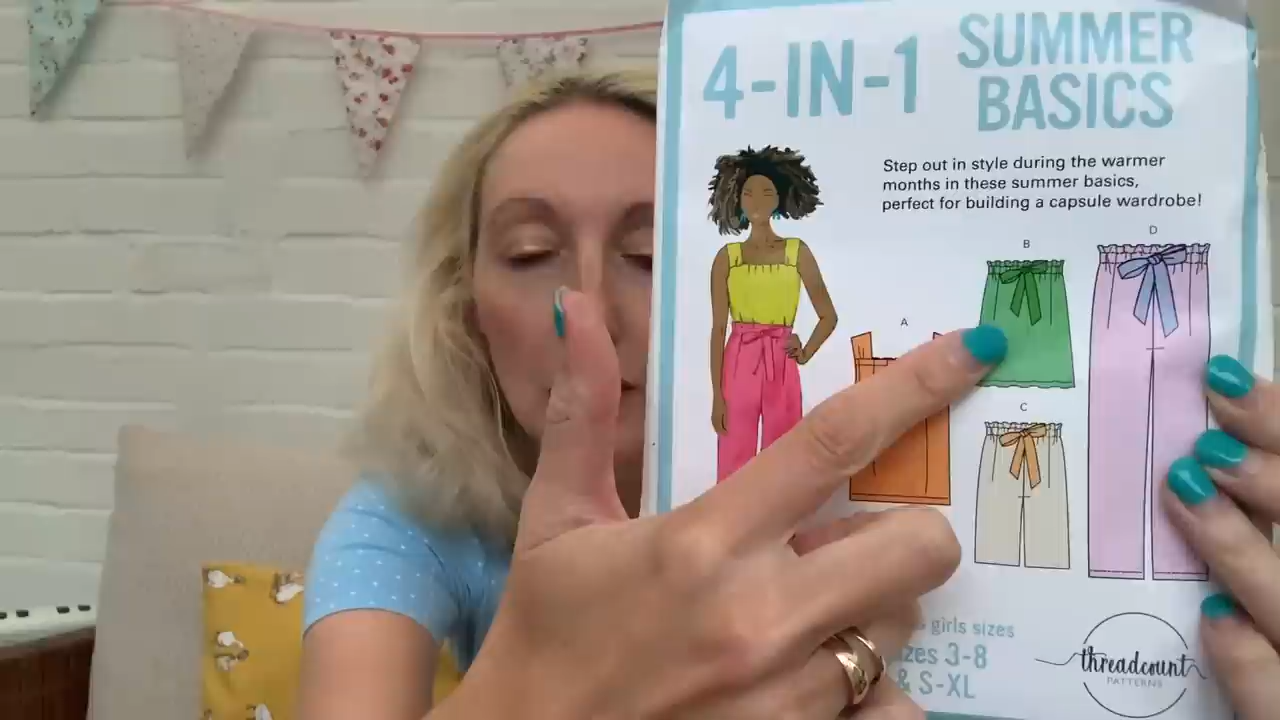 4-IN-1
SUMMER
BASICS
Step out in style during the warmer
months in these summer basics,
perfect for building a capsule wardrobe!
B
D
A
C
girls sizes
3-8
& S-XL
threadcount
PATTERNS